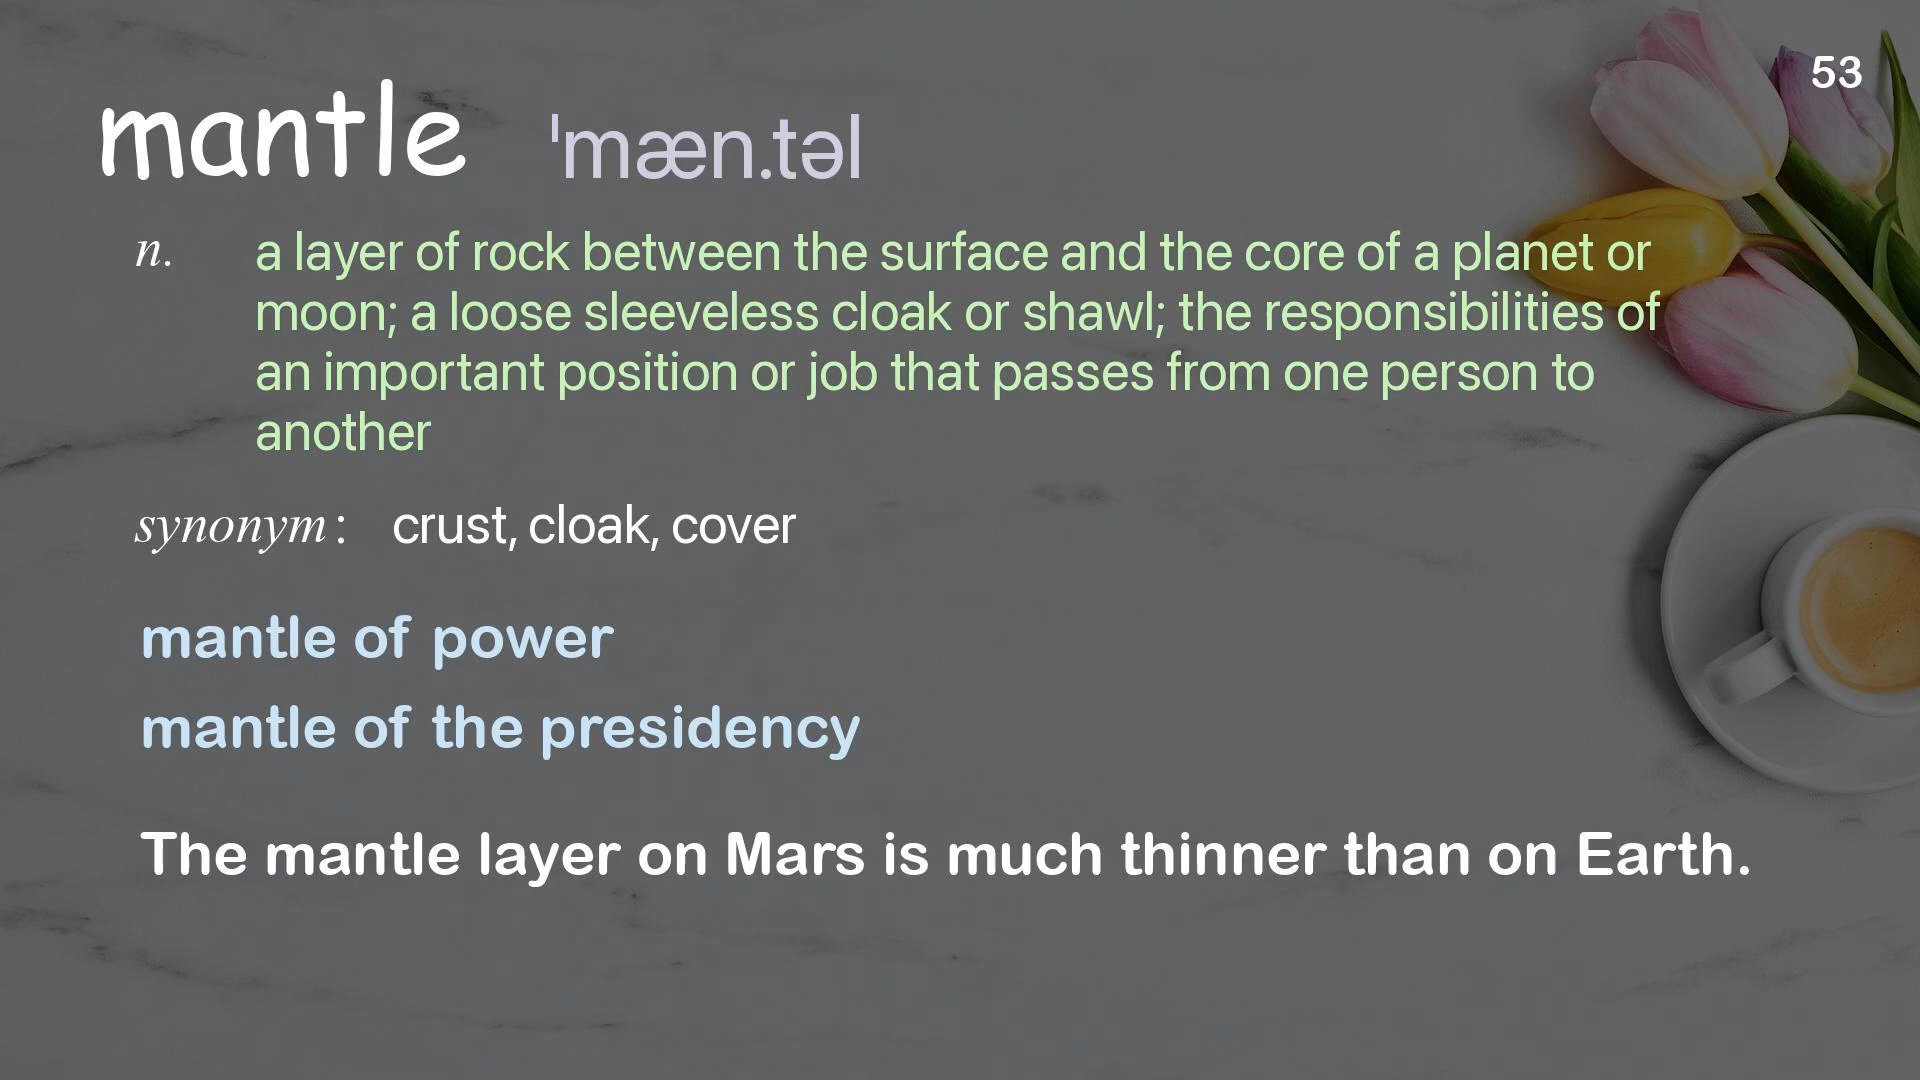 53
mantle ˈmæn.təl
n. a layer of rock between the surface and the core of a planet or
moon; a loose sleeveless cloak or shawl; the responsibilities of
an important position or job that passes from one person to
another
synonym: crust, cloak, cover
mantle of power
mantle of the presidency
The mantle layer on Mars is much thinner than on Earth.